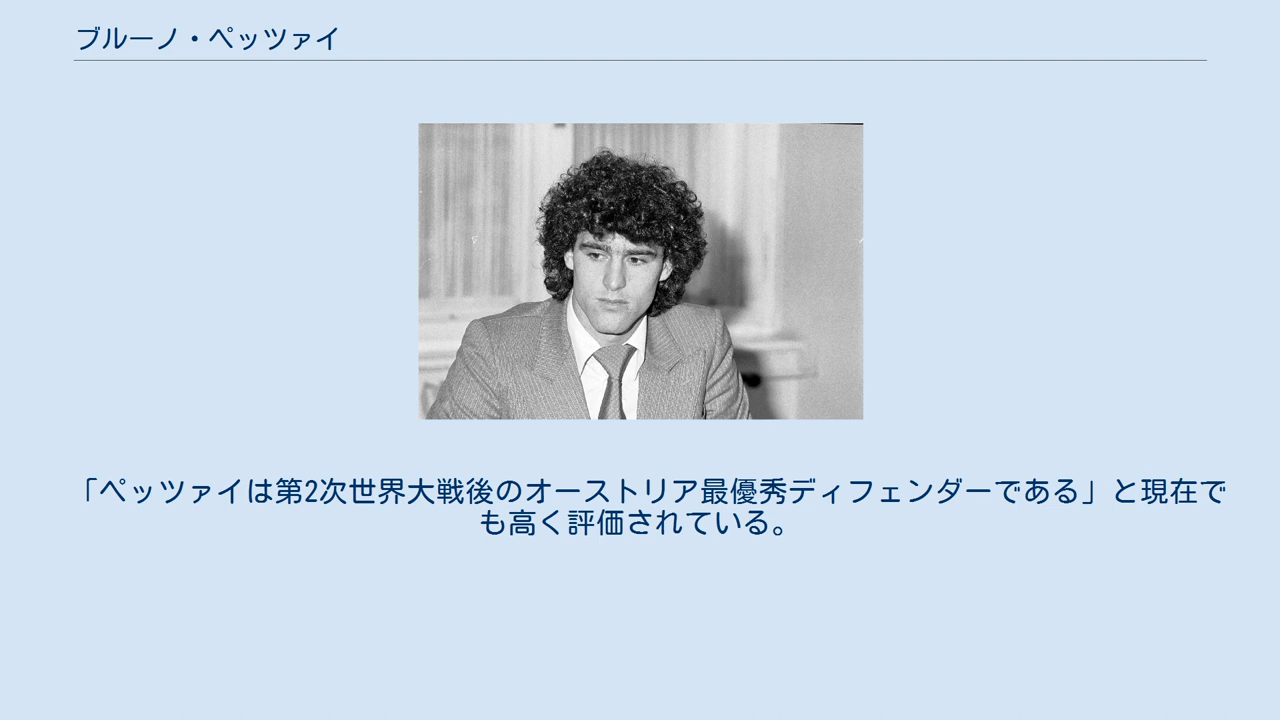 ブルーノ・ペッツァイ
「ペッツァイは第2次世界大戦後のオーストリア最優秀ディフェンダーである」と現在で
も高く評価されている。